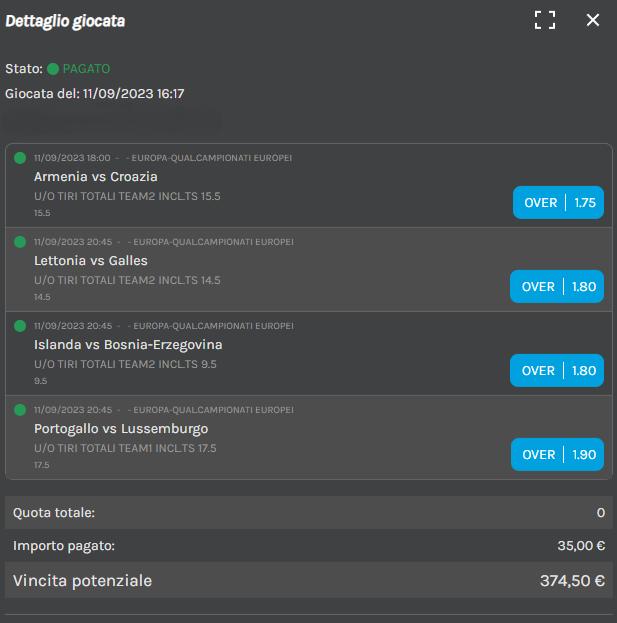 Dettaglio giocata
Stato: PAGATO
Giocata del: 11/09/2023 16:17
11/09/2023 18:00 - - EUROPA-QUAL.CAMPIONATI EUROPEI
Armenia vs Croazia
U/O TIRI TOTALI TEAM2 INCL.TS 15.5
15.5
OVER 1.75
11/09/2023 20:45 - - EUROPA-QUAL.CAMPIONATI EUROPEI
Lettonia vs Galles
U/O TIRI TOTALI TEAM2 INCL.TS 14.5
14.5
OVER 1.80
11/09/2023 20:45 - - EUROPA-QUAL.CAMPIONATI EUROPEI
Islanda vs Bosnia-Erzegovina
U/O TIRI TOTALI TEAM2 INCL.TS 9.5
9.5
OVER 1.80
11/09/2023 20:45 - - EUROPA-QUAL.CAMPIONATI EUROPEI
Portogallo vs Lussemburgo
U/O TIRI TOTALI TEAM1 INCL.TS 17.5
17.5
OVER 1.90
Quota totale: 0
Importo pagato: 35,00 €
Vincita potenziale 374,50 €